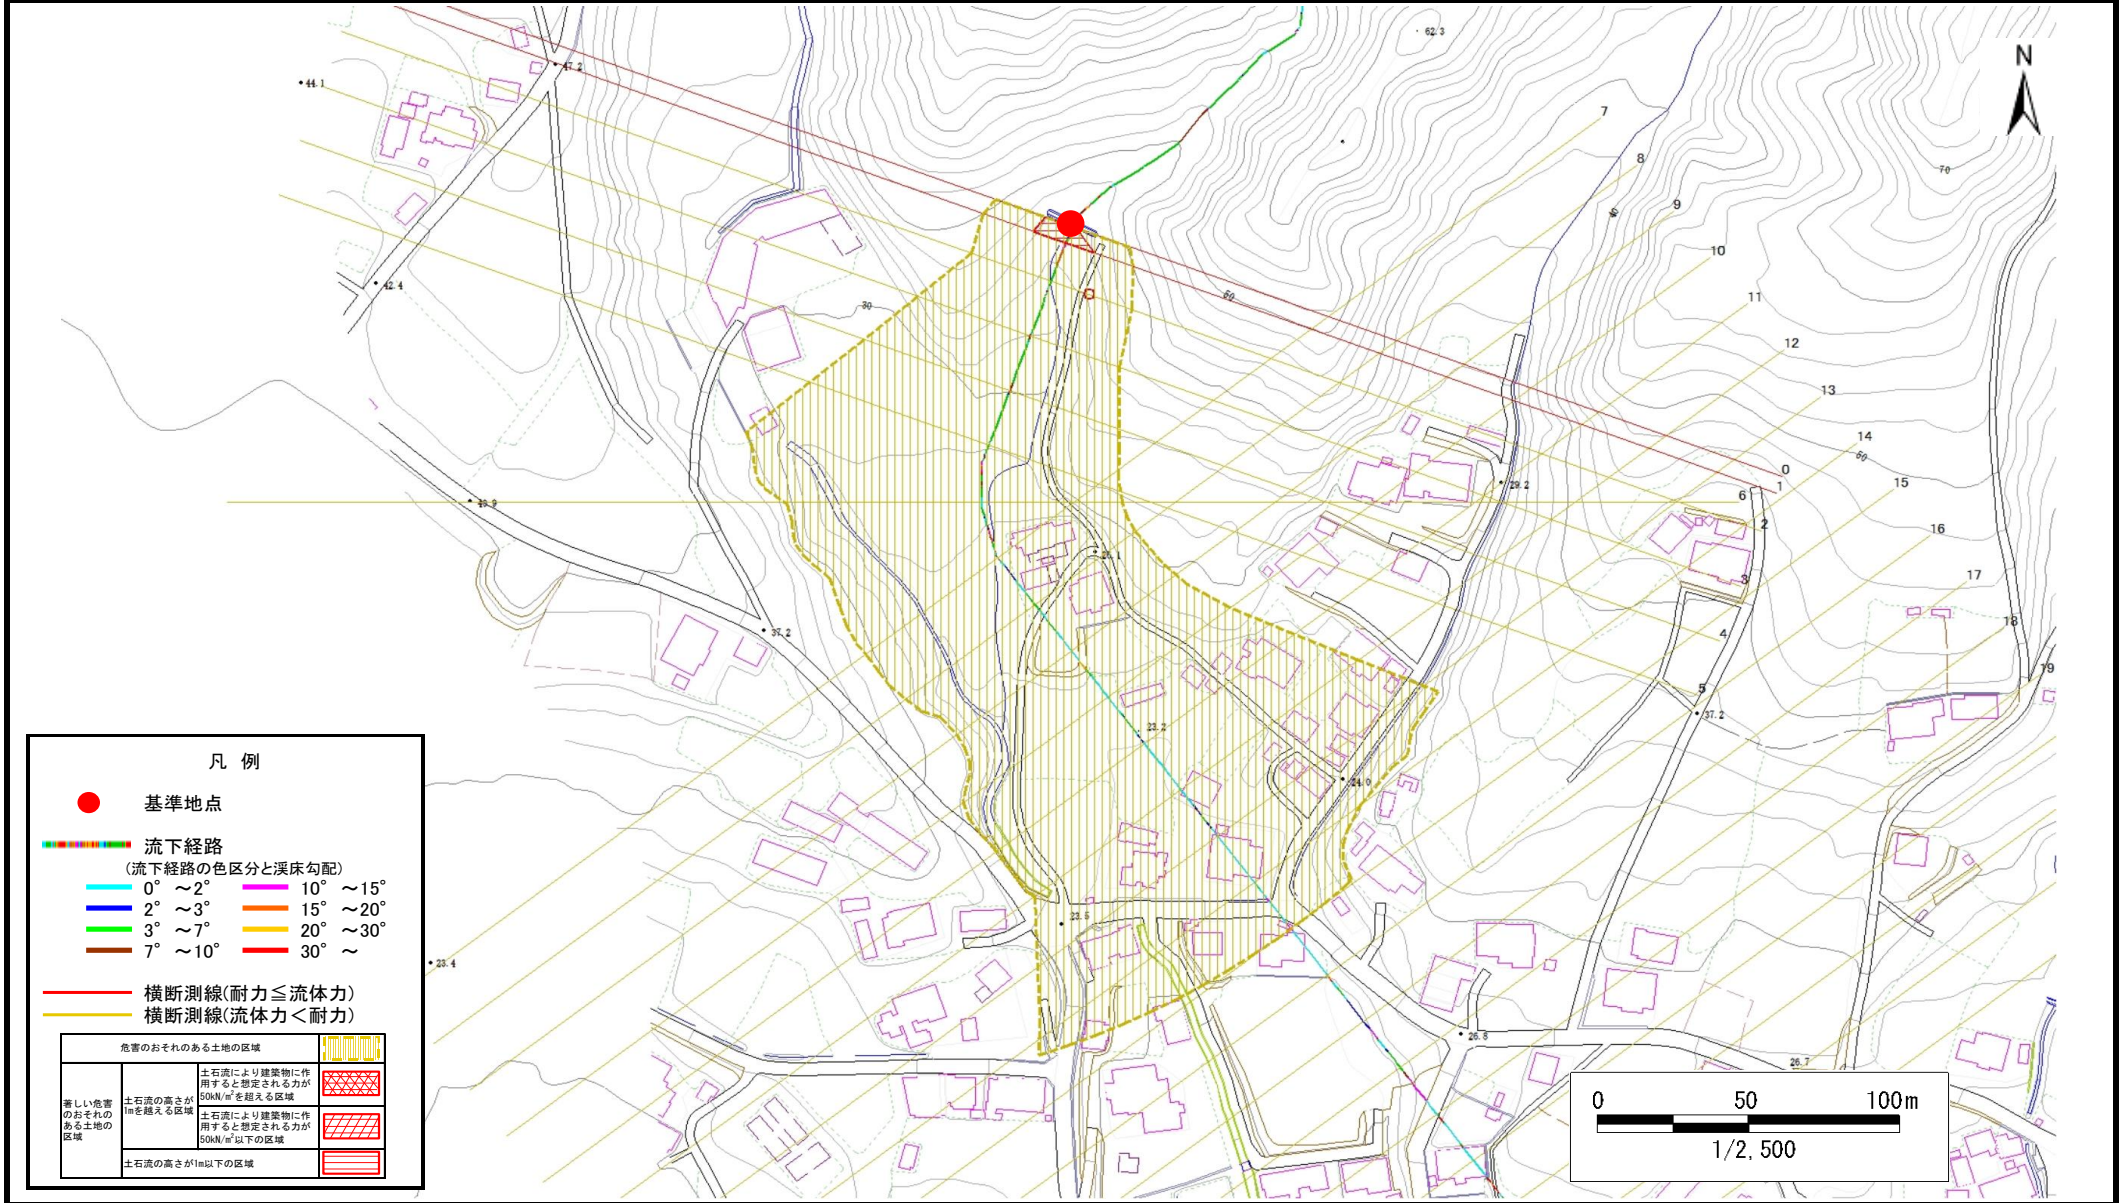 62.3
N
47.2
44.1
7
8
70
9
40
10
42.4
60
11
30
12
13
14
60
0
15
1
29.2
6
40.9
16
2
26.1
17
3
18
37.2
4
19
5
37.2
23.2
24.0
23.5
23.4
26.8
26.7
凡 例
基準地点
流下経路
(流下経路の色区分と渓床勾配)
0° ～2° 10° ～15°
2° ～3° 15° ～20°
3° ～7° 20° ～30°
7° ～10° 30° ～
横断測線(耐力≦流体力)
横断測線(流体力＜耐力)
危害のおそれのある土地の区域
著しい危害
のおそれの
ある土地の
区域
土石流の高さが
1mを越える区域
土石流により建築物に作
用すると想定される力が
50kN/m²を超える区域
土石流により建築物に作
用すると想定される力が
50kN/m²以下の区域
土石流の高さが1m以下の区域
0 50 100m
1/2,500